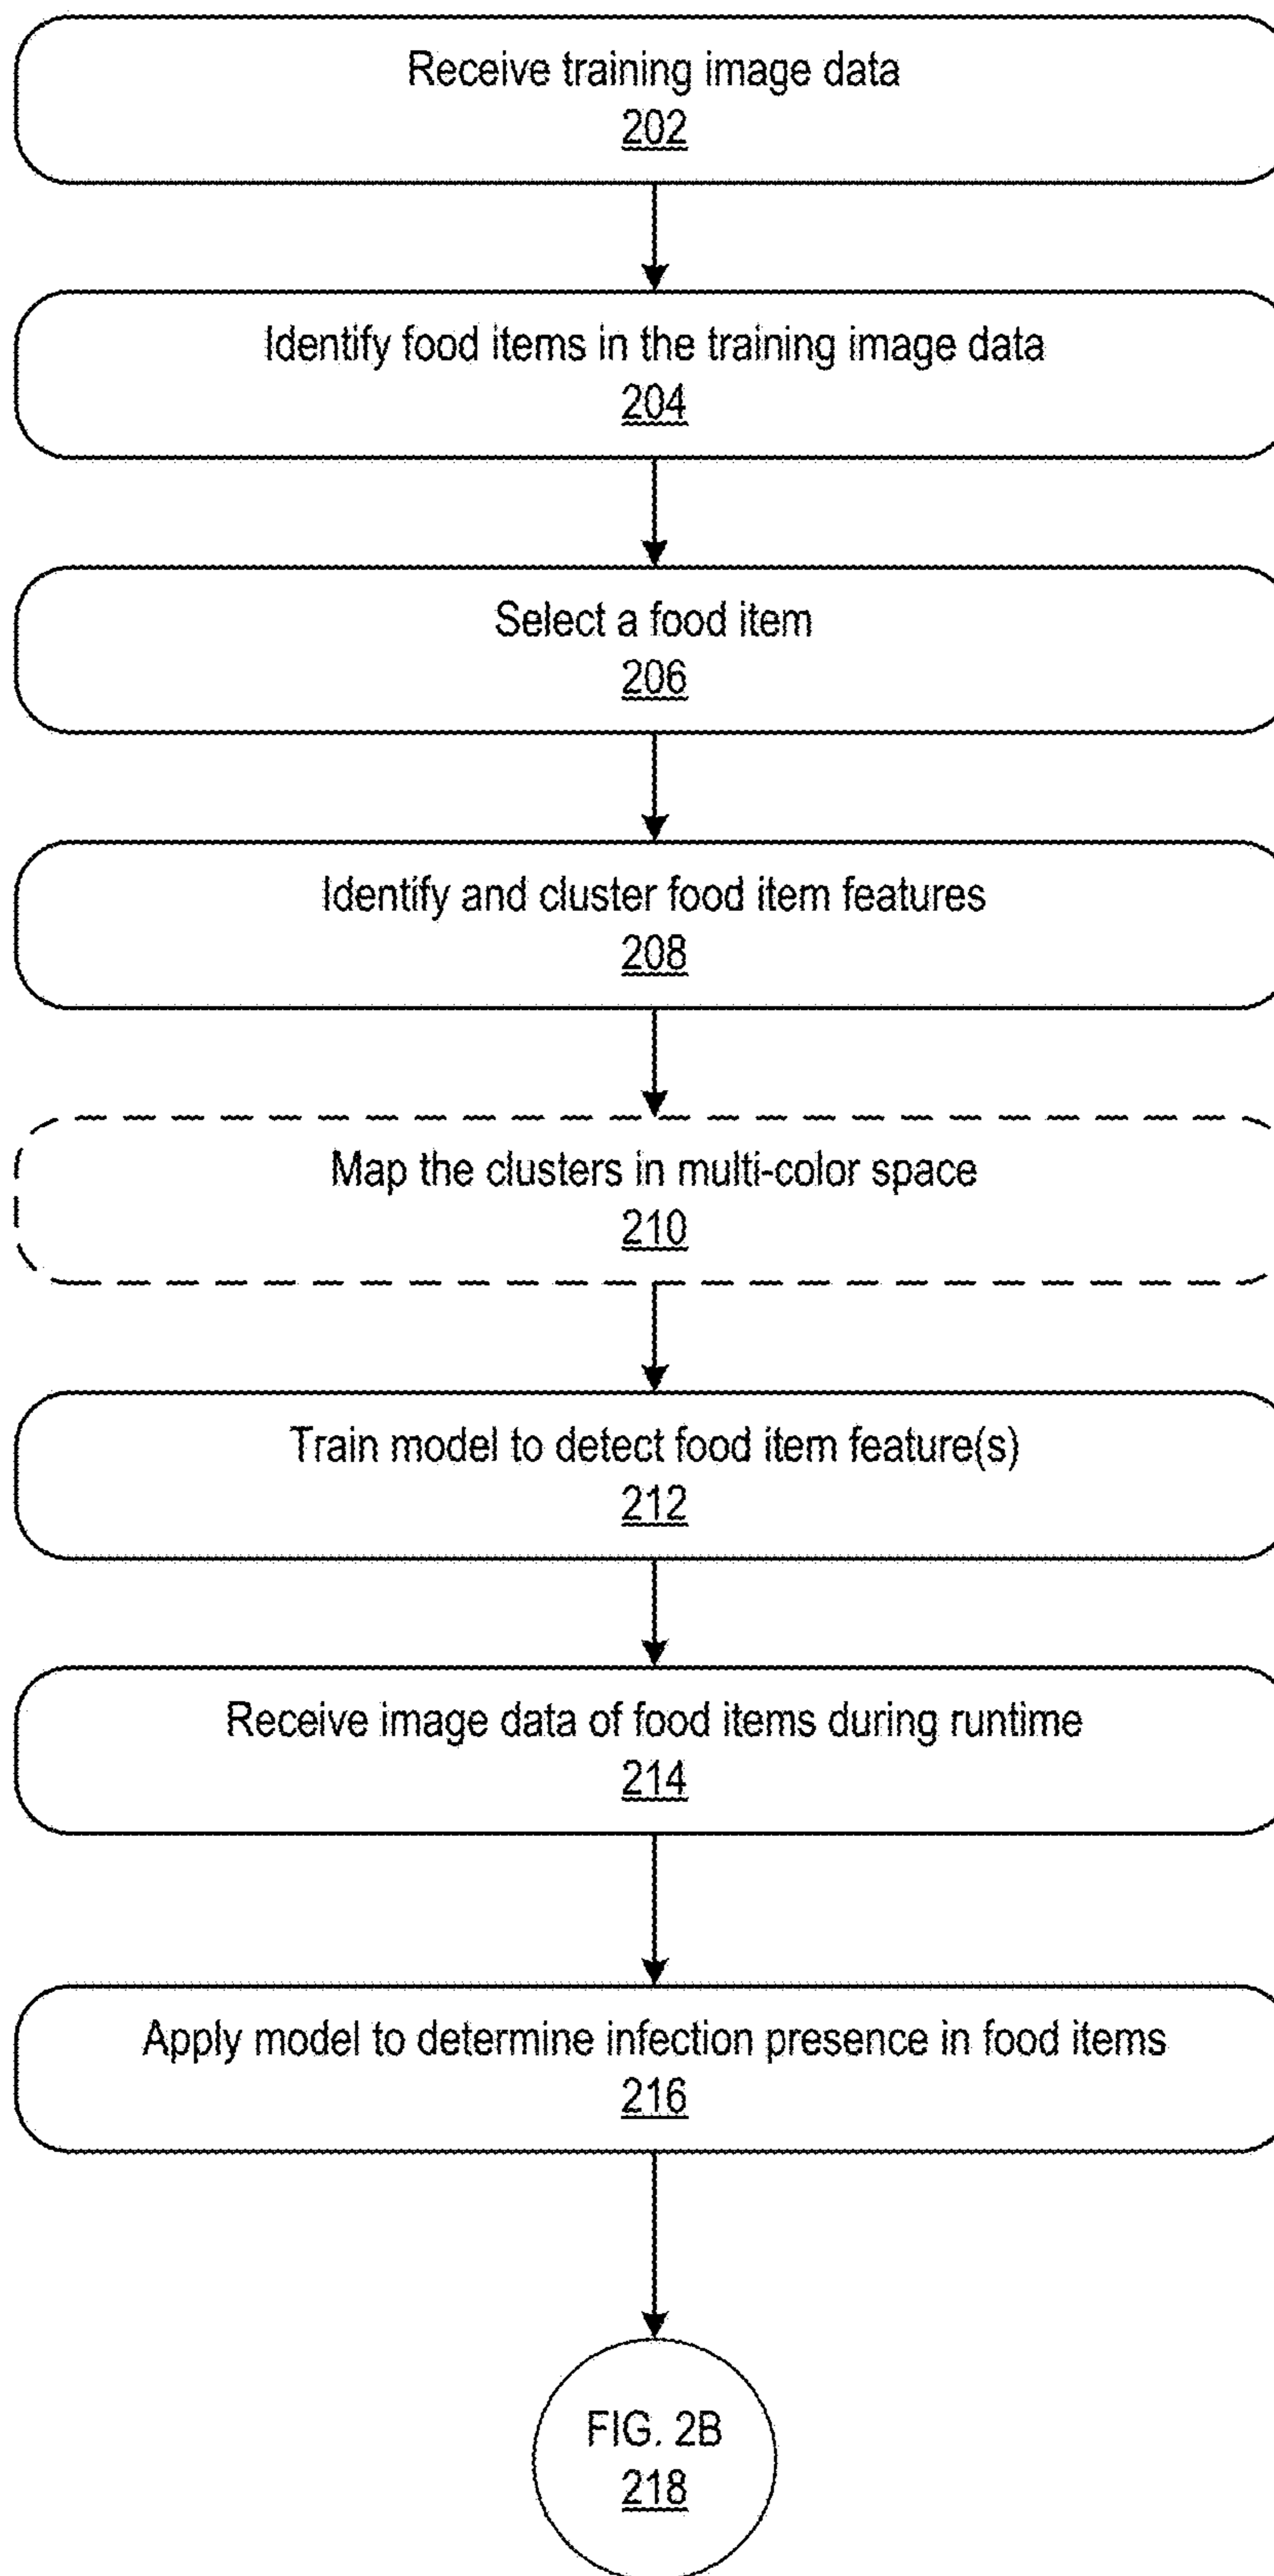 Receive training image data
202
Identify food items in the training image data
204
Select a food item
206
Identify and cluster food item features
208
Map the clusters in multi-color space
210
Train model to detect food item feature(s)
212
Receive image data of food items during runtime
214
Apply model to determine infection presence in food items
216
FIG. 2B
218